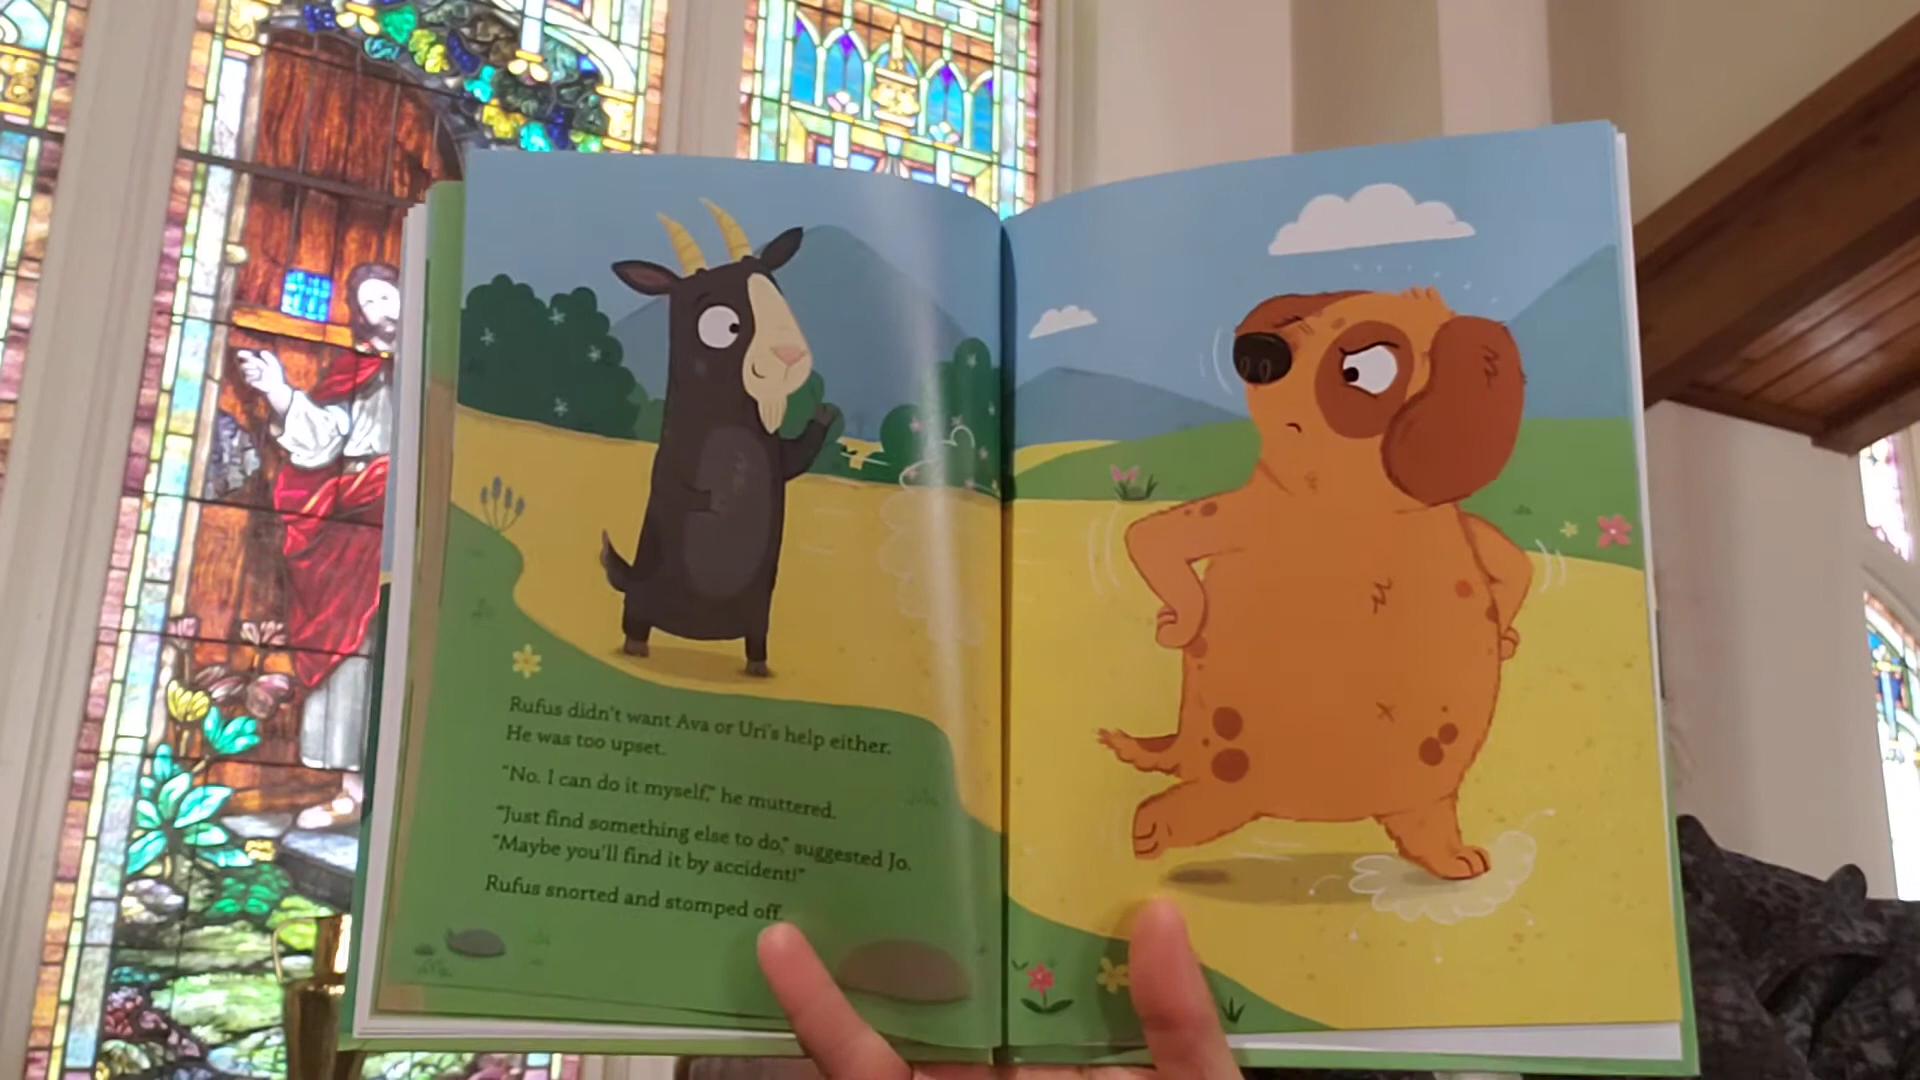 Rufus didn't want Ava or Uri's help either.
He was too upset.
"No. I can do it myself," he muttered.
"Just find something else to do," suggested Jo.
"Maybe you'll find it by accident!"
Rufus snorted and stomped off.